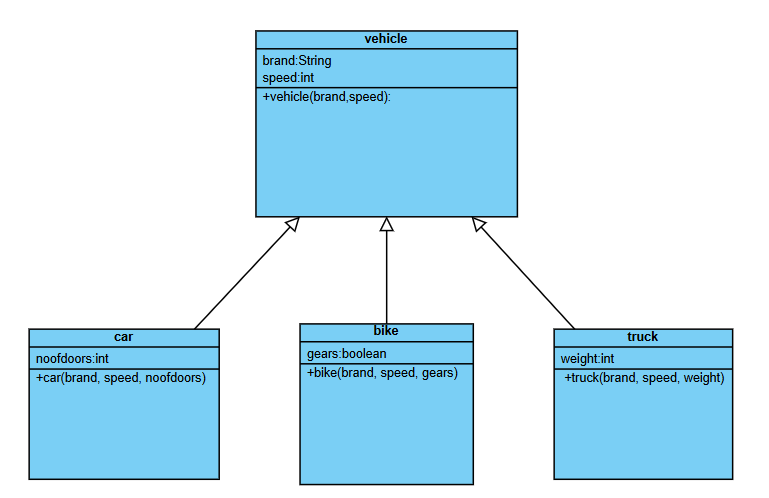 vehicle
brand:String
speed:int
+vehicle(brand,speed):
car
noofdoors:int
+car(brand, speed, noofdoors)
bike
gears:boolean
+bike(brand, speed, gears)
truck
weight:int
+truck(brand, speed, weight)